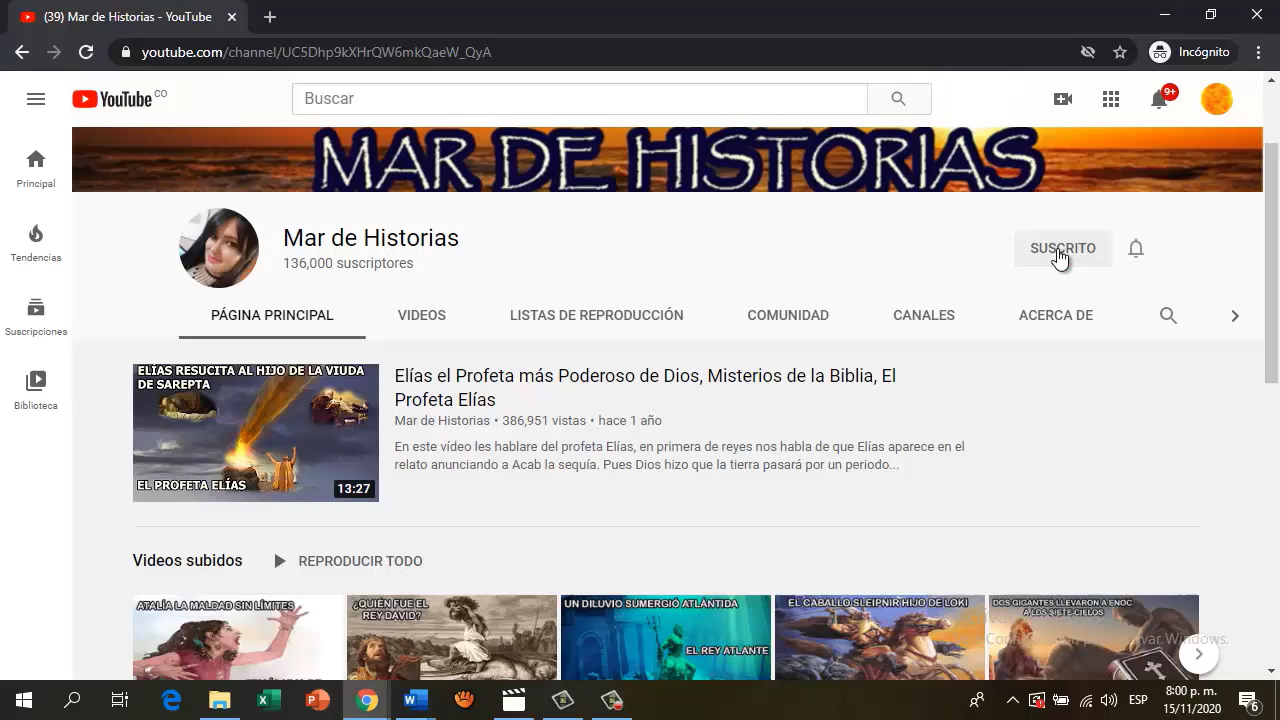 (39) Mar de Historias - YouTube
youtube.com/channel/UC5Dhp9kXHrQW6mkQaeW_QyA
Incógnito
YouTube CO
Buscar
9+
Principal
Tendencias
Suscripciones
Biblioteca
MAR DE HISTORIAS
Mar de Historias
136,000 suscriptores
SUSCRITO
PÁGINA PRINCIPAL
VIDEOS
LISTAS DE REPRODUCCIÓN
COMUNIDAD
CANALES
ACERCA DE
ELÍAS RESUCITA AL HIJO DE LA VIUDA
DE SAREPTA
EL PROFETA ELÍAS
13:27
Elías el Profeta más Poderoso de Dios, Misterios de la Biblia, El
Profeta Elías
Mar de Historias • 386,951 vistas • hace 1 año
En este vídeo les hablare del profeta Elías, en primera de reyes nos habla de que Elías aparece en el
relato anunciando a Acab la sequía. Pues Dios hizo que la tierra pasará por un periodo...
Videos subidos
REPRODUCIR TODO
ATALÍA LA MALDAD SIN LÍMITES
¿QUIÉN FUE EL
REY DAVID?
UN DILUVIO SUMERGIÓ ATLÁNTIDA
EL REY ATLANTE
EL CABALLO SLEIPNIR HIJO DE LOKI
DOS GIGANTES LLEVARON A ENOC
A LOS SIETE CIELOS
Windows.
ESP
8:00 p. m.
15/11/2020
6